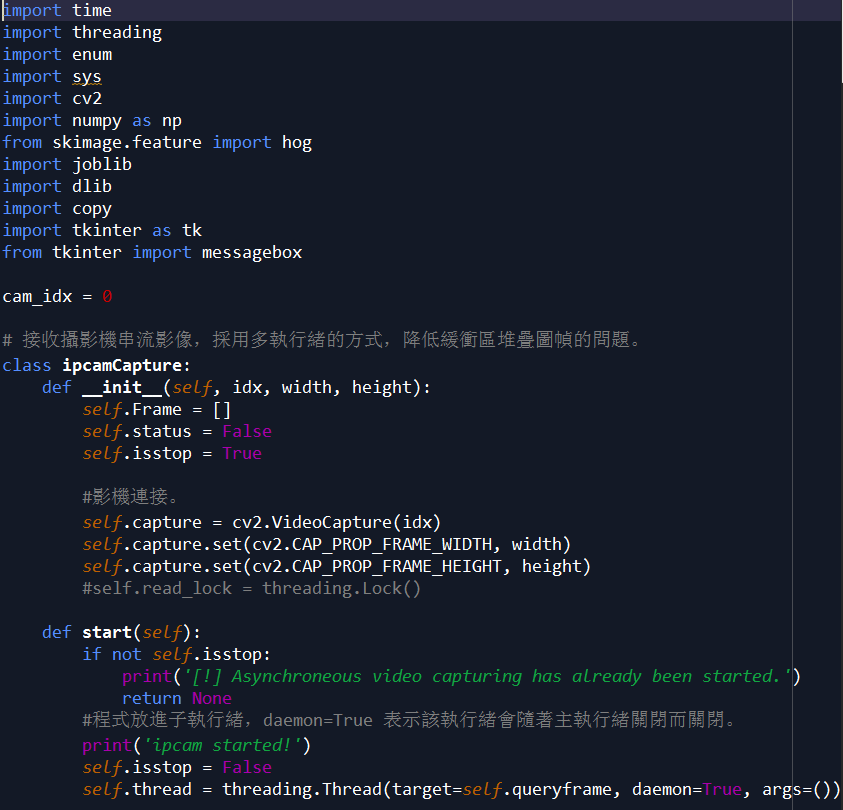 import time
import threading
import enum
import sys
import cv2
import numpy as np
from skimage.feature import hog
import joblib
import dlib
import copy
import tkinter as tk
from tkinter import messagebox
cam_idx = 0
# 接收攝影機串流影像，採用多執行緒的方式，降低緩衝區堆疊圖幀的問題。
class ipcamCapture:
    def __init__(self, idx, width, height):
        self.Frame = []
        self.status = False
        self.isstop = True
        #影機連接。
        self.capture = cv2.VideoCapture(idx)
        self.capture.set(cv2.CAP_PROP_FRAME_WIDTH, width)
        self.capture.set(cv2.CAP_PROP_FRAME_HEIGHT, height)
        #self.read_lock = threading.Lock()
    def start(self):
        if not self.isstop:
            print('[!] Asynchroneous video capturing has already been started.')
            return None
        #程式放進子執行緒，daemon=True 表示該執行緒會隨著主執行緒關閉而關閉。
        print('ipcam started!')
        self.isstop = False
        self.thread = threading.Thread(target=self.queryframe, daemon=True, args=())